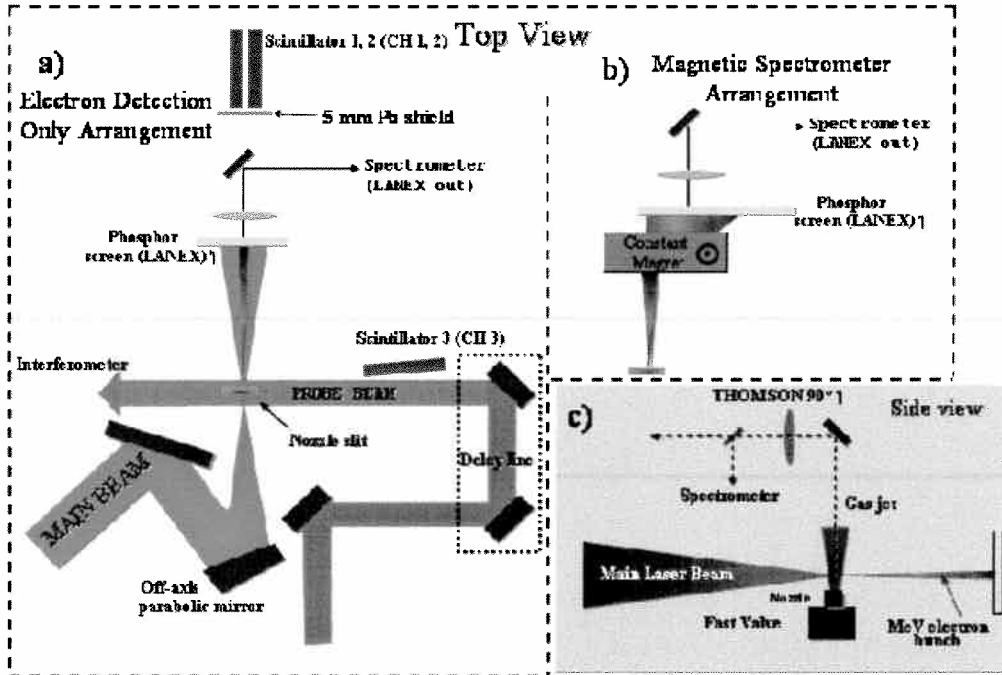 Top View
a)
Scintillator 1, 2 (CH 1, 2)
Electron Detection
Only Arrangement
5 mm Pb shield
Spectrometer
(LANEX out)
Phosphor
screen (LANEX)↑
Scintillator 3 (CH 3)
Interferometer
PROBE BEAM
Nozzle slit
Delay line
MAIN BEAM
Off-axis
parabolic mirror
b)
Magnetic Spectrometer
Arrangement
Spectrometer
(LANEX out)
Phosphor
screen (LANEX)↑
Constant
Magnet
c)
THOMSON 90° ↑
Side view
Spectrometer
Gas jet
Main Laser Beam
Nozzle
Fast Valve
MeV electron
bunch